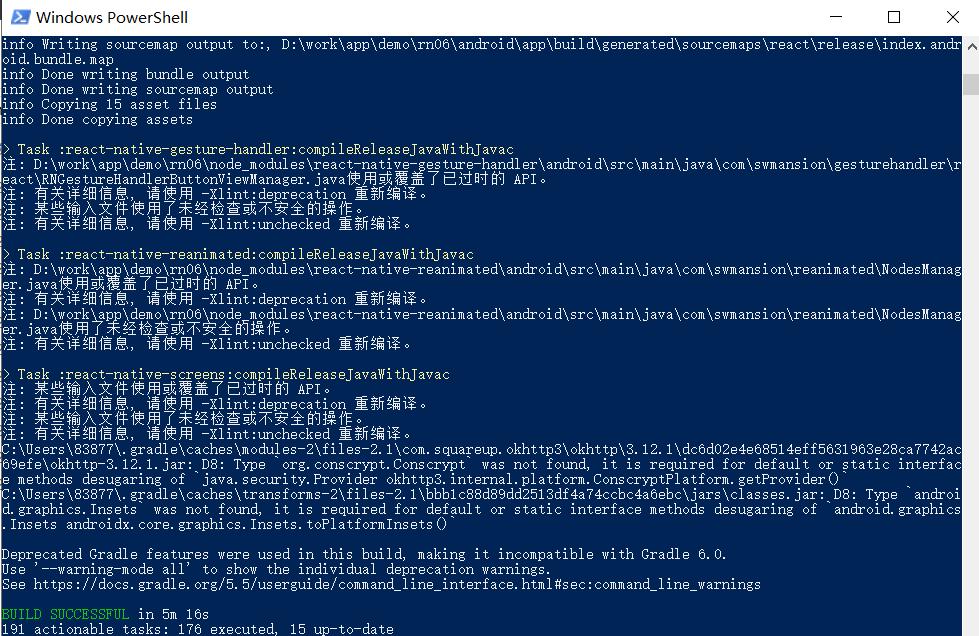 Windows PowerShell
info Writing sourcemap output to:, D:\work\app\demo\rn06\android\app\build\generated\sourcemaps\react\release\index.andr
oid.bundle.map
info Done writing bundle output
info Done writing sourcemap output
info Copying 15 asset files
info Done copying assets
> Task :react-native-gesture-handler:compileReleaseJavaWithJavac
注: D:\work\app\demo\rn06\node_modules\react-native-gesture-handler\android\src\main\java\com\swmansion\gesturehandler\r
eact\RNGestureHandlerButtonViewManager.java使用或覆盖了已过时的 API。
注: 有关详细信息, 请使用 -Xlint:deprecation 重新编译。
注: 某些输入文件使用了未经检查或不安全的操作。
注: 有关详细信息, 请使用 -Xlint:unchecked 重新编译。
> Task :react-native-reanimated:compileReleaseJavaWithJavac
注: D:\work\app\demo\rn06\node_modules\react-native-reanimated\android\src\main\java\com\swmansion\reanimated\NodesManag
er.java使用或覆盖了已过时的 API。
注: 有关详细信息, 请使用 -Xlint:deprecation 重新编译。
注: D:\work\app\demo\rn06\node_modules\react-native-reanimated\android\src\main\java\com\swmansion\reanimated\NodesManag
er.java使用了未经检查或不安全的操作。
注: 有关详细信息, 请使用 -Xlint:unchecked 重新编译。
> Task :react-native-screens:compileReleaseJavaWithJavac
注: 某些输入文件使用或覆盖了已过时的 API。
注: 有关详细信息, 请使用 -Xlint:deprecation 重新编译。
注: 某些输入文件使用了未经检查或不安全的操作。
注: 有关详细信息, 请使用 -Xlint:unchecked 重新编译。
C:\Users\83877\.gradle\caches\modules-2\files-2.1\com.squareup.okhttp3\okhttp\3.12.1\dc6d02e4e68514eff5631963e28ca7742ac
69efe\okhttp-3.12.1.jar: D8: Type `org.conscrypt.Conscrypt` was not found, it is required for default or static interfac
e methods desugaring of `java.security.Provider okhttp3.internal.platform.ConscryptPlatform.getProvider()`
C:\Users\83877\.gradle\caches\transforms-2\files-2.1\bbb1c88d89dd2513df4a74ccbc4a6ebc\jars\classes.jar: D8: Type `androi
d.graphics.Insets` was not found, it is required for default or static interface methods desugaring of `android.graphics
.Insets androidx.core.graphics.Insets.toPlatformInsets()`
Deprecated Gradle features were used in this build, making it incompatible with Gradle 6.0.
Use '--warning-mode all' to show the individual deprecation warnings.
See https://docs.gradle.org/5.5/userguide/command_line_interface.html#sec:command_line_warnings
BUILD SUCCESSFUL in 5m 16s
191 actionable tasks: 176 executed, 15 up-to-date